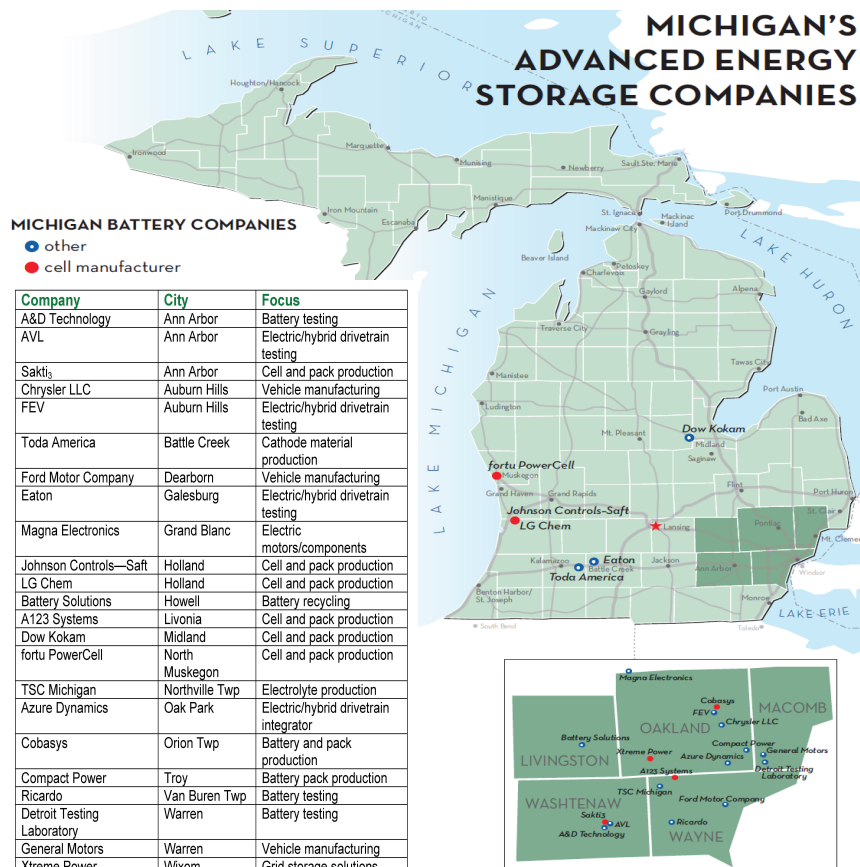 MICHIGAN'S
ADVANCED ENERGY
STORAGE COMPANIES
LAKE SUPERIOR
MICHIGAN
Houghton/Hancock
Ironwood
Marquette
Munising
Newberry
Sault Ste. Marie
Iron Mountain
Escanaba
Manistique
St. Ignace
Mackinac
Island
Port Drummond
Mackinaw City
MICHIGAN BATTERY COMPANIES
other
cell manufacturer
Company City Focus
A&D Technology Ann Arbor Battery testing
AVL Ann Arbor Electric/hybrid drivetrain
testing
Sakti3 Ann Arbor Cell and pack production
Chrysler LLC Auburn Hills Vehicle manufacturing
FEV Auburn Hills Electric/hybrid drivetrain
testing
Toda America Battle Creek Cathode material
production
Ford Motor Company Dearborn Vehicle manufacturing
Eaton Galesburg Electric/hybrid drivetrain
testing
Magna Electronics Grand Blanc Electric
motors/components
Johnson Controls—Saft Holland Cell and pack production
LG Chem Holland Cell and pack production
Battery Solutions Howell Battery recycling
A123 Systems Livonia Cell and pack production
Dow Kokam Midland Cell and pack production
fortu PowerCell North Cell and pack production
Muskegon
TSC Michigan Northville Twp Electrolyte production
Azure Dynamics Oak Park Electric/hybrid drivetrain
integrator
Cobasys Orion Twp Battery and pack
production
Compact Power Troy Battery pack production
Ricardo Van Buren Twp Battery testing
Detroit Testing Warren Battery testing
Laboratory
General Motors Warren Vehicle manufacturing
Xtreme Power Wixom Grid storage solutions
LAKE MICHIGAN
LAKE HURON
Beaver Island
Petoskey
Charlevoix
Gaylord
Alpena
Traverse City
Grayling
Tawas City
Manistee
Port Austin
Ludington
Bad Axe
Dow Kokam
Mt. Pleasant
Midland
Saginaw
fortu PowerCell
Muskegon
Grand Haven
Grand Rapids
Flint
Port Huron
St. Clair
Johnson Controls-Saft
LG Chem
Lansing
Pontiac
Mt. Clemens
Kalamazoo
Eaton
Battle Creek
Toda America
Jackson
Ann Arbor
Windsor
Benton Harbor/
St. Joseph
Monroe
LAKE ERIE
South Bend
Toledo
Magna Electronics
Cobasys
FEV
Chrysler LLC
OAKLAND
MACOMB
Battery Solutions
LIVINGSTON
Xtreme Power
Compact Power
General Motors
Azure Dynamics
Detroit Testing
Laboratory
A123 Systems
TSC Michigan
WASHTENAW
Ford Motor Company
Sakti3
AVL
A&D Technology
Ricardo
WAYNE